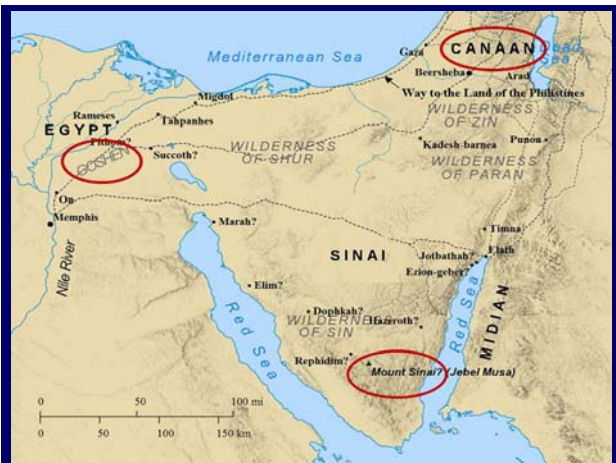 Mediterranean Sea
Gaza
CANAAN
Dead
Sea
Beersheba
Arad
Way to the Land of the Philistines
Migdol
Rameses
Tahpanhes
EGYPT
WILDERNESS
OF ZIN
Pithom?
GOSHEN
Succoth?
WILDERNESS
OF SHUR
Kadesh-barnea
Punon
WILDERNESS
OF PARAN
On
Memphis
Marah?
Timna
Nile River
SINAI
Jotbathah?
Elath
Ezion-geber?
Elim?
Red Sea
Dophkah?
Hazeroth?
WILDERNESS
OF SIN
Red Sea
MIDIAN
Rephidim?
Mount Sinai? (Jebel Musa)
0 50 100 mi
0 50 100 150 km